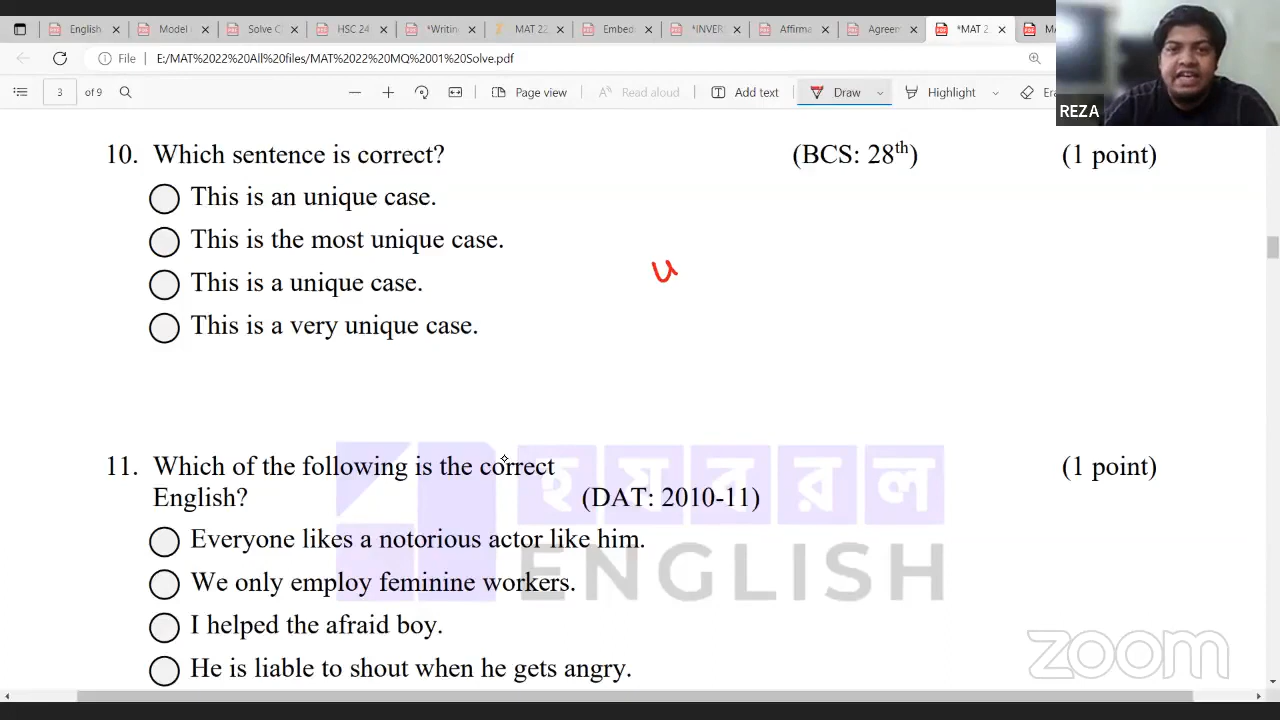 English
Model
Solve C
HSC 24
*Writing
MAT 22
Embed
*INVER
Affirma
Agreem
*MAT 2
File
E:/MAT%2022%20All%20files/MAT%2022%20MQ%2001%20Solve.pdf
3 of 9
Page view
Read aloud
Add text
Draw
Highlight
Era
REZA
10. Which sentence is correct? (BCS: 28th) (1 point)
This is an unique case.
This is the most unique case.
This is a unique case.
u
This is a very unique case.
11. Which of the following is the correct (1 point)
English? (DAT: 2010-11)
হ য ব র ল
ENGLISH
Everyone likes a notorious actor like him.
We only employ feminine workers.
I helped the afraid boy.
He is liable to shout when he gets angry.
zoom